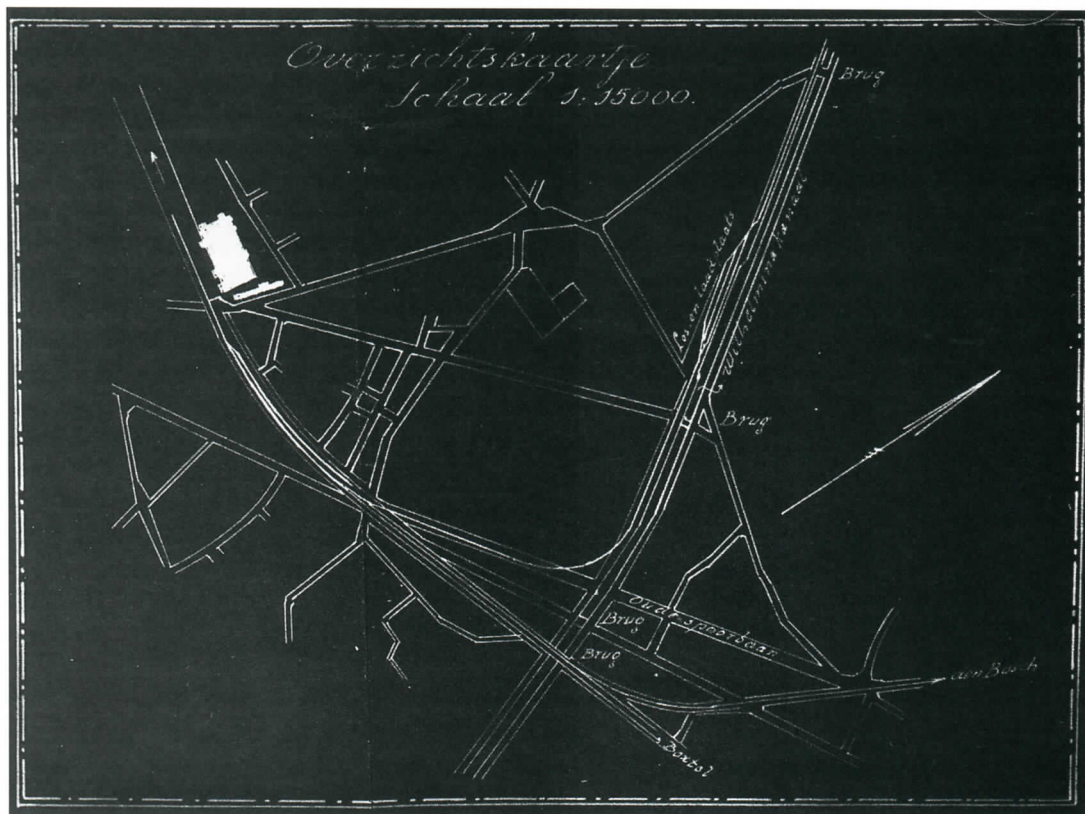 Overzichtskaartje
Schaal 1:15000.
Brug
Wilhelmina kanaal
Brug
Oude spoorbaan
Brug
Brug
den Bosch
Boxtel